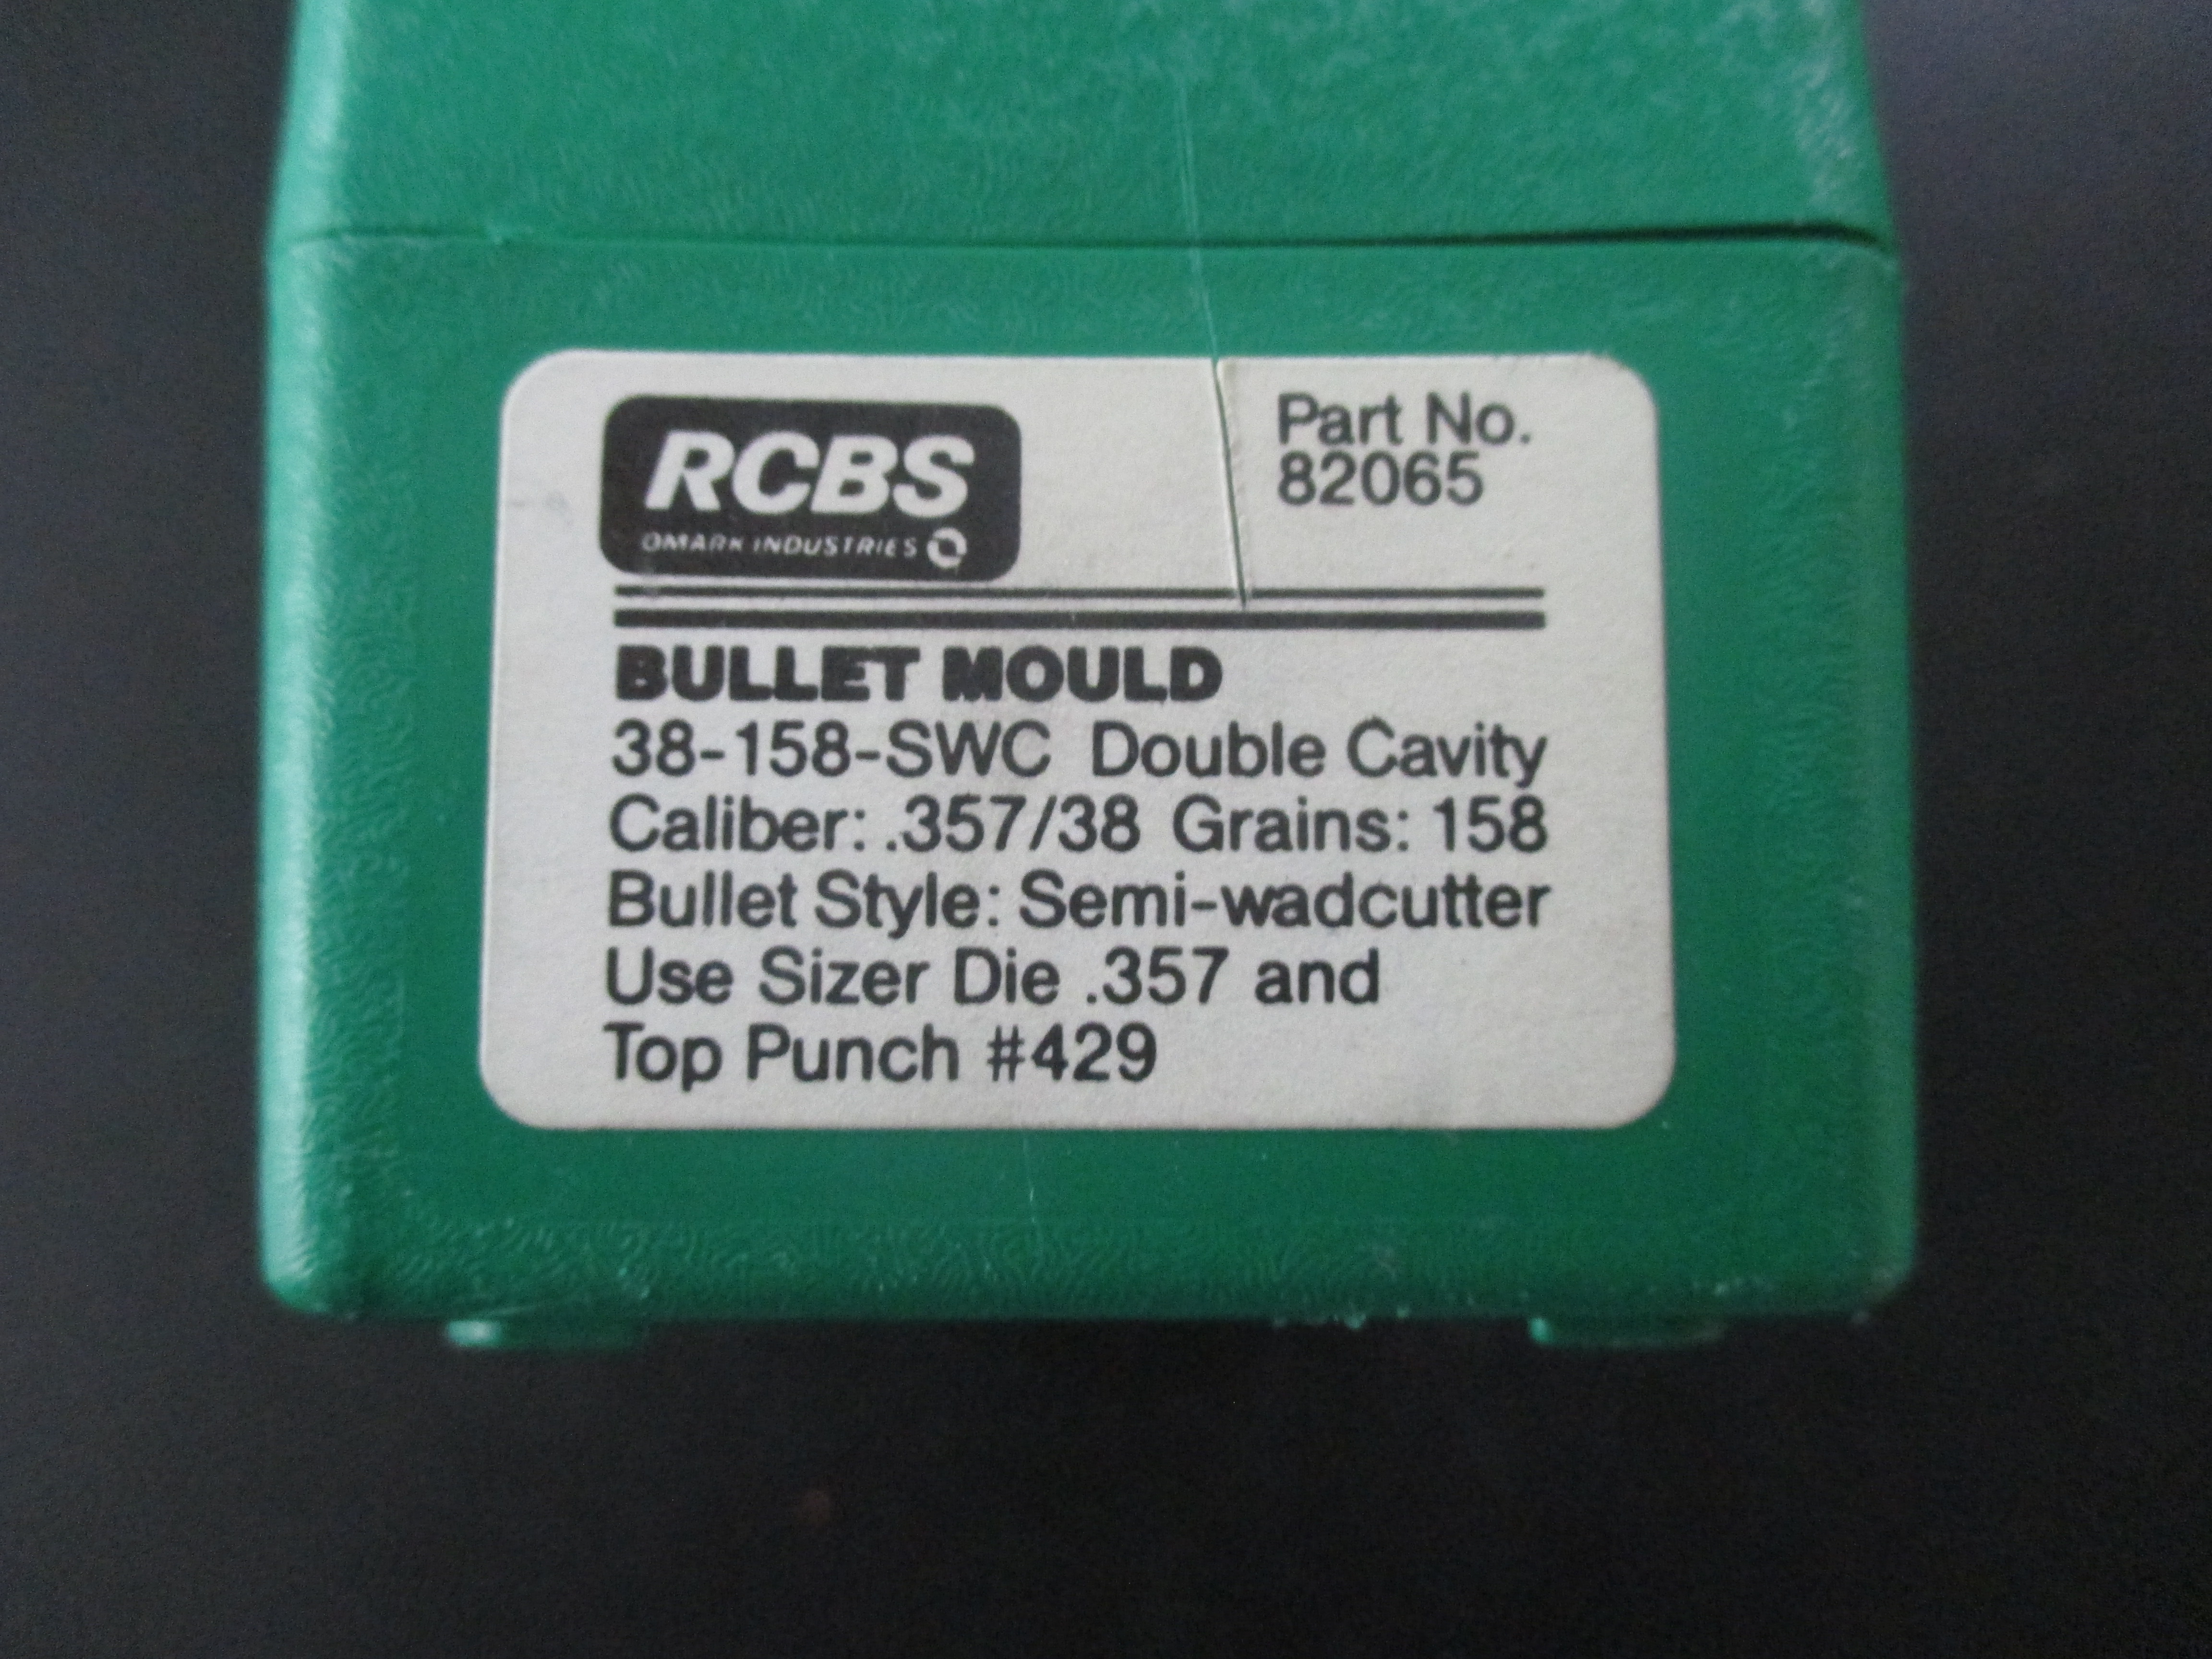 RCBS
OMARK INDUSTRIES
Part No.
82065
BULLET MOULD
38-158-SWC Double Cavity
Caliber: .357/38 Grains: 158
Bullet Style: Semi-wadcutter
Use Sizer Die .357 and
Top Punch #429